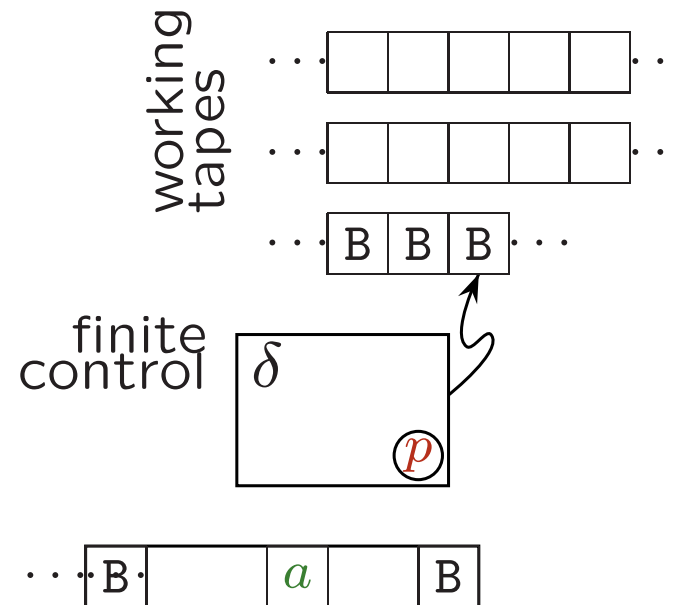 working
tapes
B B B
finite
control
δ
p
B a B